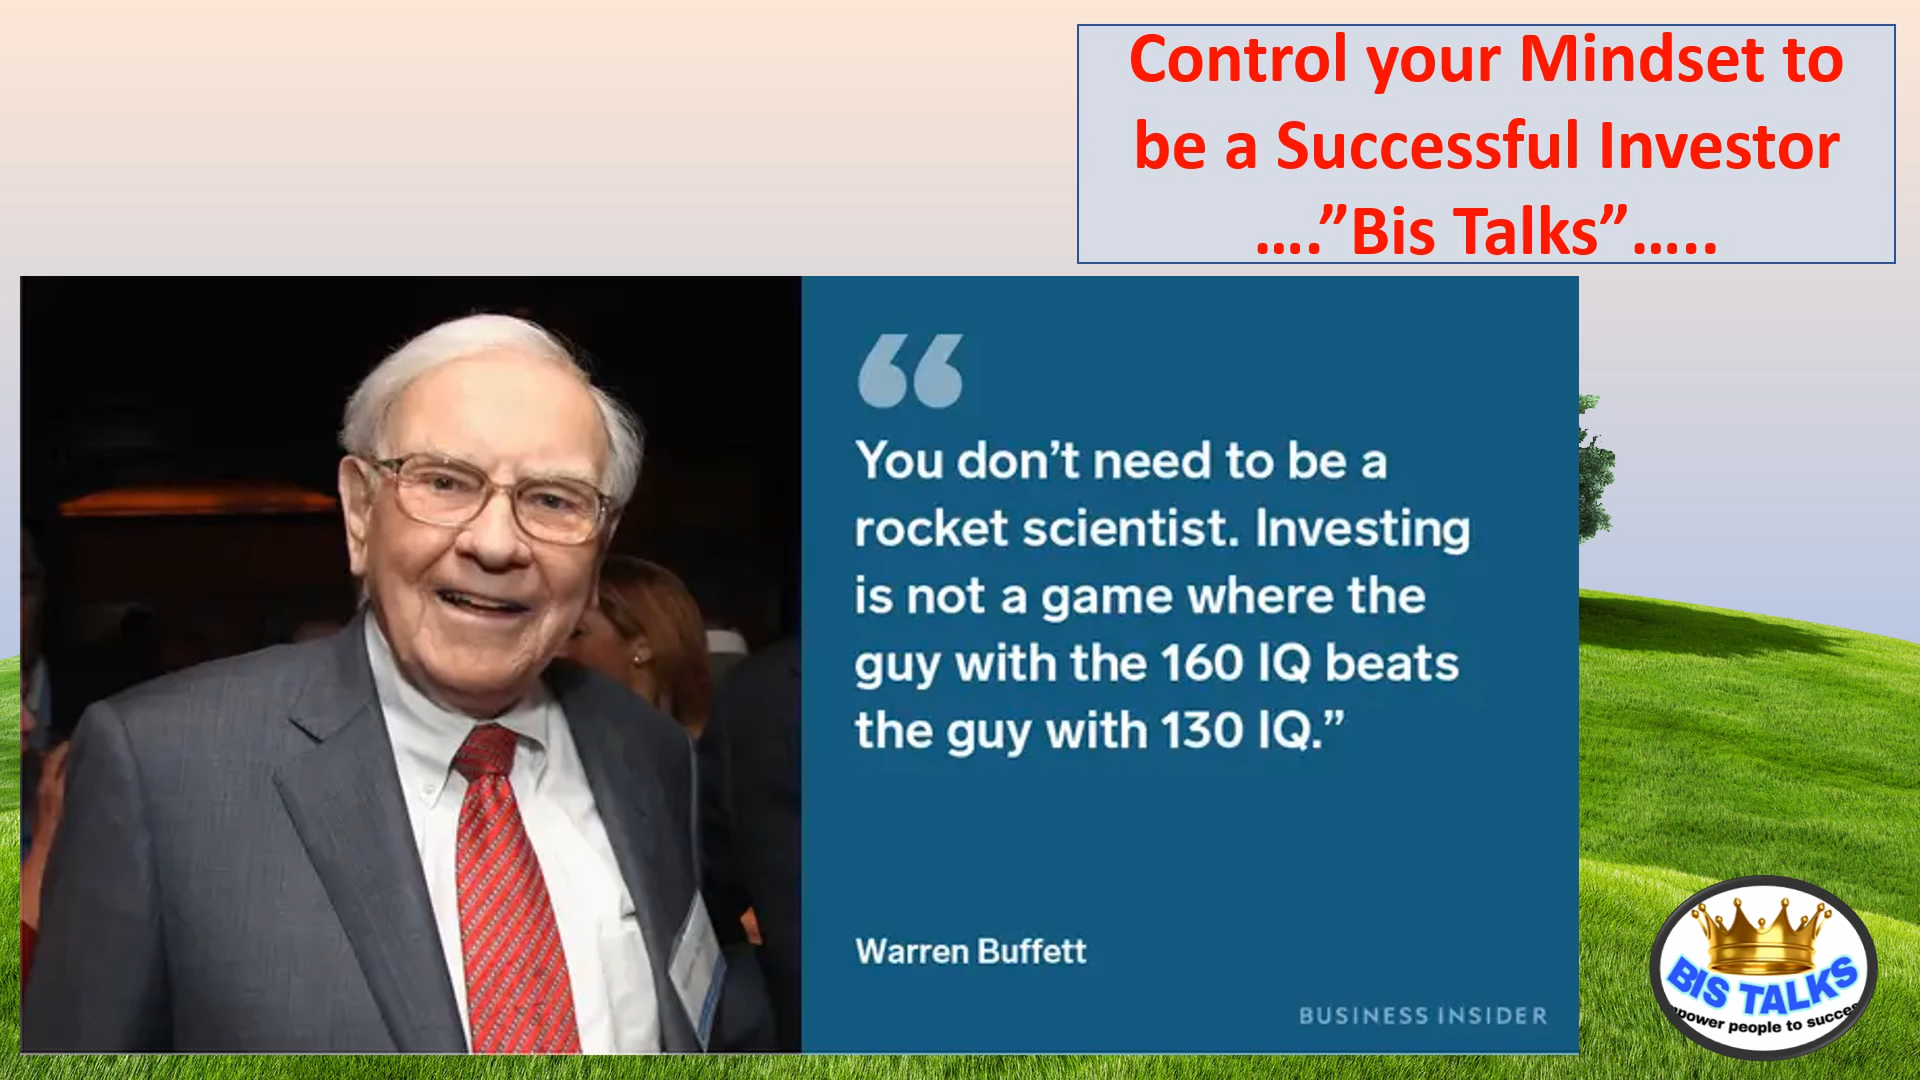 Control your Mindset to
be a Successful Investor
....”Bis Talks”.....
“
You don’t need to be a
rocket scientist. Investing
is not a game where the
guy with the 160 IQ beats
the guy with 130 IQ.”
Warren Buffett
BUSINESS INSIDER
BIS TALKS
people to